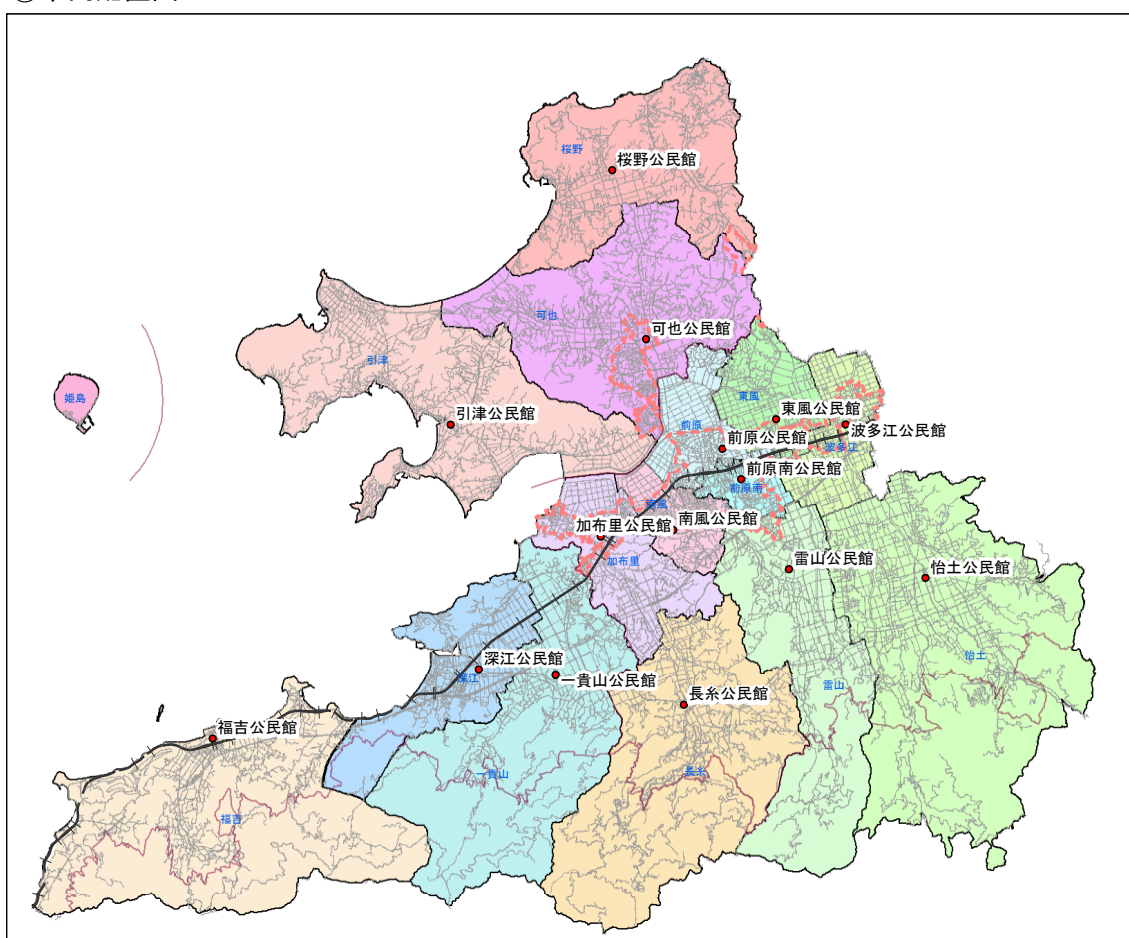 桜野
桜野公民館
可也
可也公民館
引津
姫島
東風
引津公民館
東風公民館
前原
前原公民館
波多江公民館
波多江
前原南公民館
前原南
南風
加布里公民館
南風公民館
加布里
雷山公民館
怡土公民館
怡土
深江公民館
深江
一貴山公民館
雷山
長糸公民館
福吉公民館
一貴山
長糸
福吉